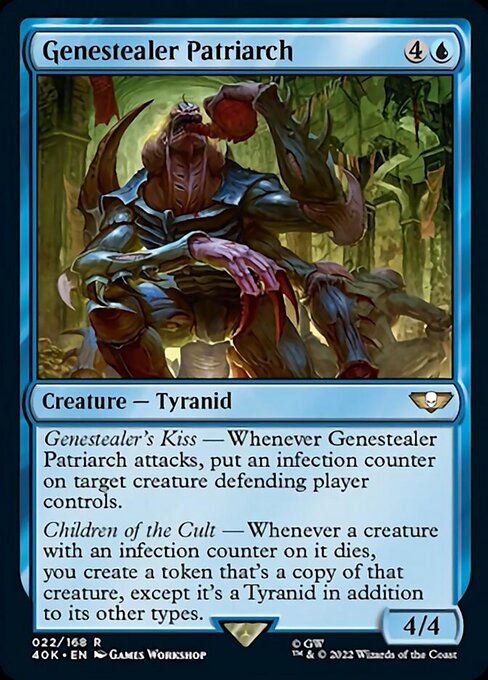 Genestealer Patriarch 4
Creature — Tyranid
Genestealer's Kiss — Whenever Genestealer
Patriarch attacks, put an infection counter
on target creature defending player
controls.
Children of the Cult — Whenever a creature
with an infection counter on it dies,
you create a token that's a copy of that
creature, except it's a Tyranid in addition
to its other types.
4/4
022/168 R
40K • EN Games Workshop
© GW
™ & © 2022 Wizards of the Coast